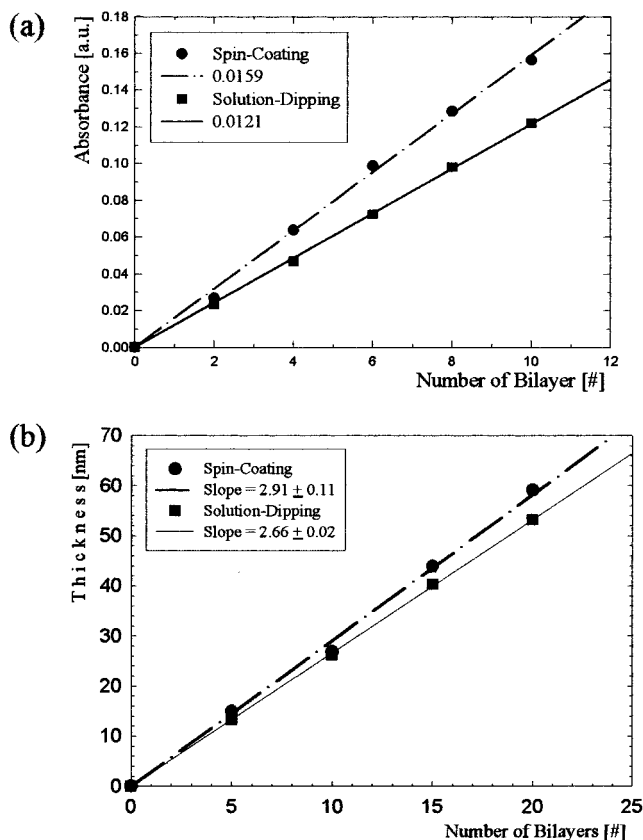 (a)
Absorbance [a.u.]
0.18
0.16
0.14
0.12
0.10
0.08
0.06
0.04
0.02
0.00
Spin-Coating
0.0159
Solution-Dipping
0.0121
0 2 4 6 8 10 12
Number of Bilayer [#]
(b)
Thickness [nm]
70
60
50
40
30
20
10
0
Spin-Coating
Slope = 2.91 ± 0.11
Solution-Dipping
Slope = 2.66 ± 0.02
0 5 10 15 20 25
Number of Bilayers [#]